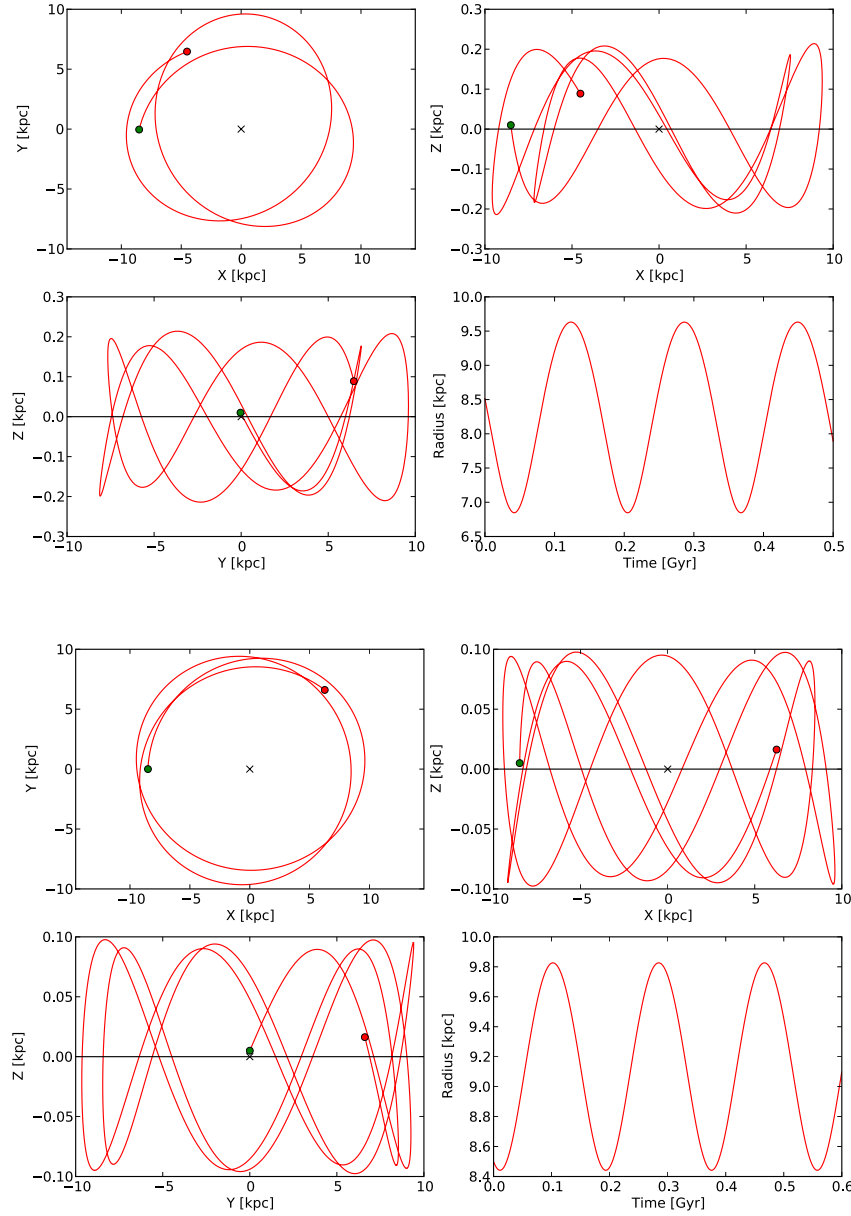 10
5
0
−5
−10
Y [kpc]
−10 −5 0 5 10
X [kpc]
0.3
0.2
0.1
0.0
−0.1
−0.2
−0.3
Z [kpc]
−10 −5 0 5 10
X [kpc]
0.3
0.2
0.1
0.0
−0.1
−0.2
−0.3
Z [kpc]
−10 −5 0 5 10
Y [kpc]
10.0
9.5
9.0
8.5
8.0
7.5
7.0
6.5
Radius [kpc]
0.0 0.1 0.2 0.3 0.4 0.5
Time [Gyr]
10
5
0
−5
−10
Y [kpc]
−10 −5 0 5 10
X [kpc]
0.10
0.05
0.00
−0.05
−0.10
Z [kpc]
−10 −5 0 5 10
X [kpc]
0.10
0.05
0.00
−0.05
−0.10
Z [kpc]
−10 −5 0 5 10
Y [kpc]
10.0
9.8
9.6
9.4
9.2
9.0
8.8
8.6
8.4
Radius [kpc]
0.0 0.1 0.2 0.3 0.4 0.5 0.6
Time [Gyr]